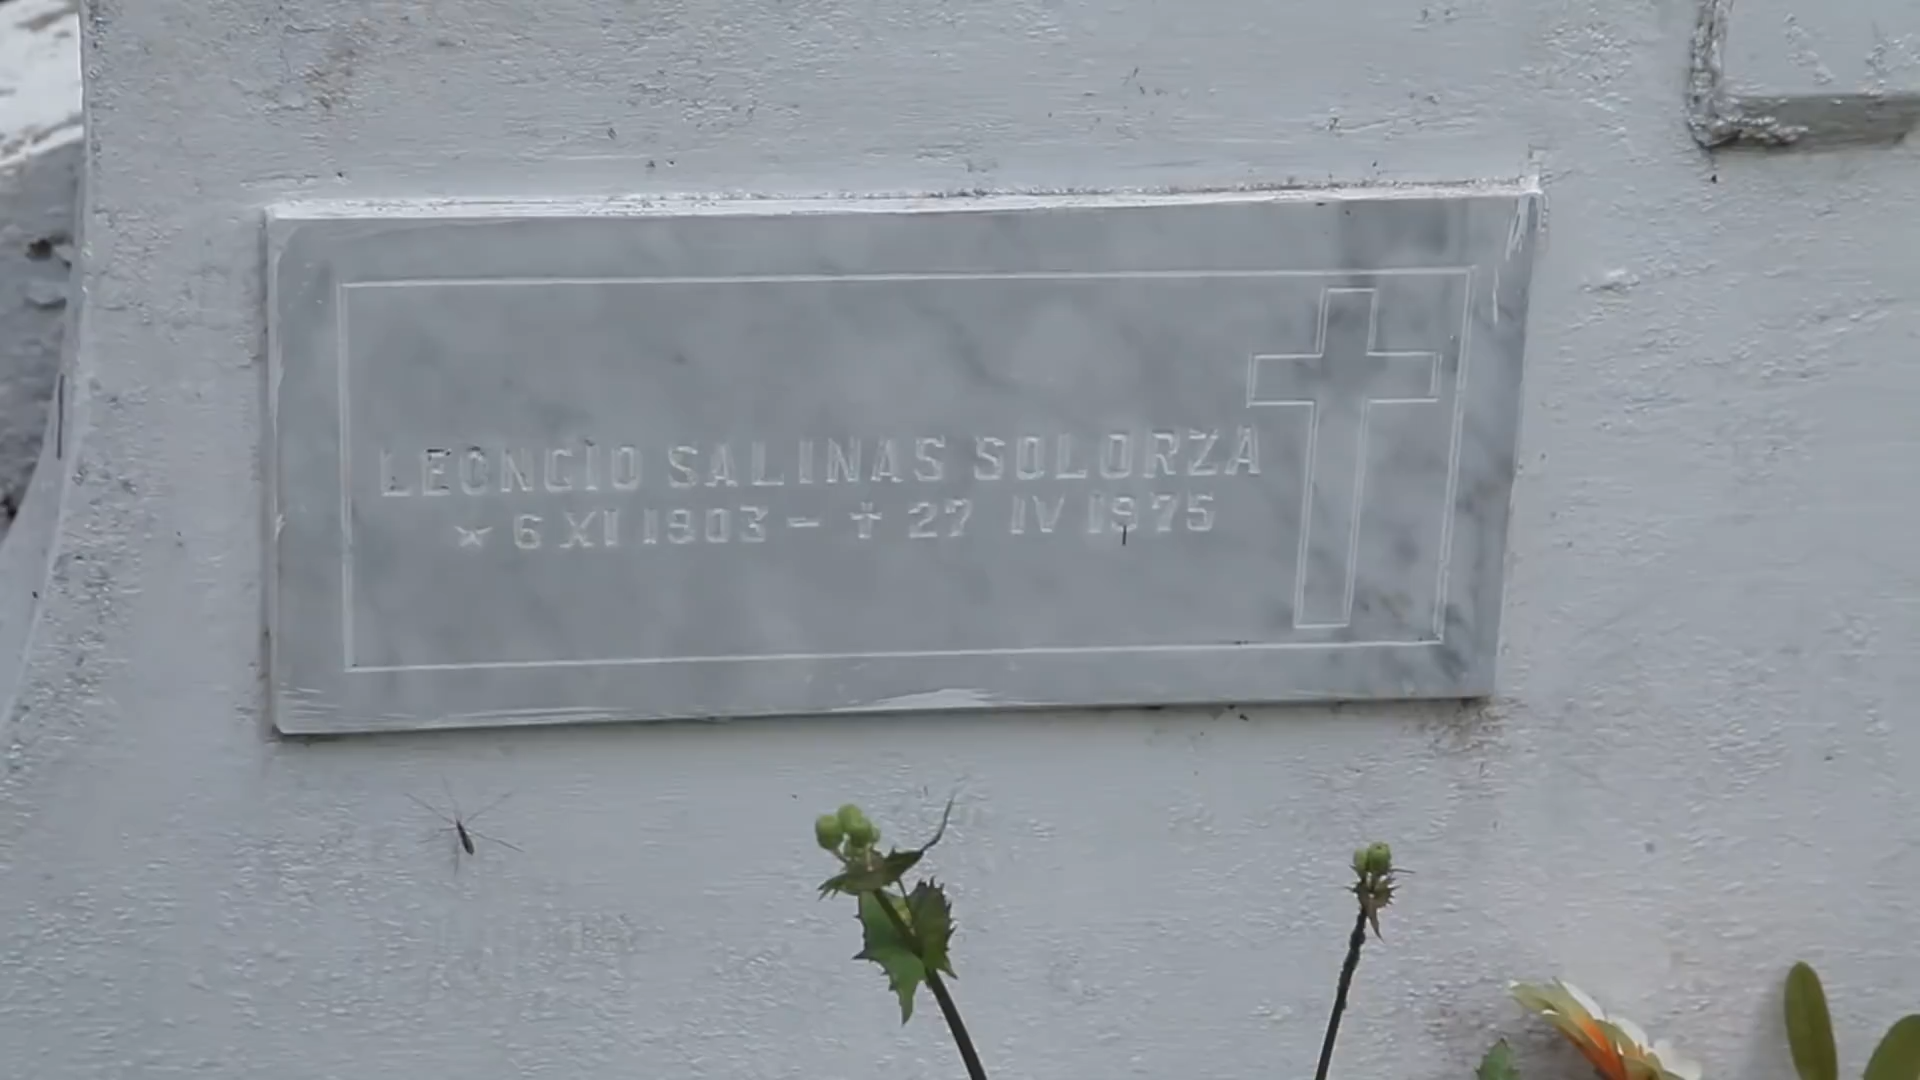 LEONCIO SALINAS SOLORZA
★ 6 XI 1903 - ✝ 27 IV 1975